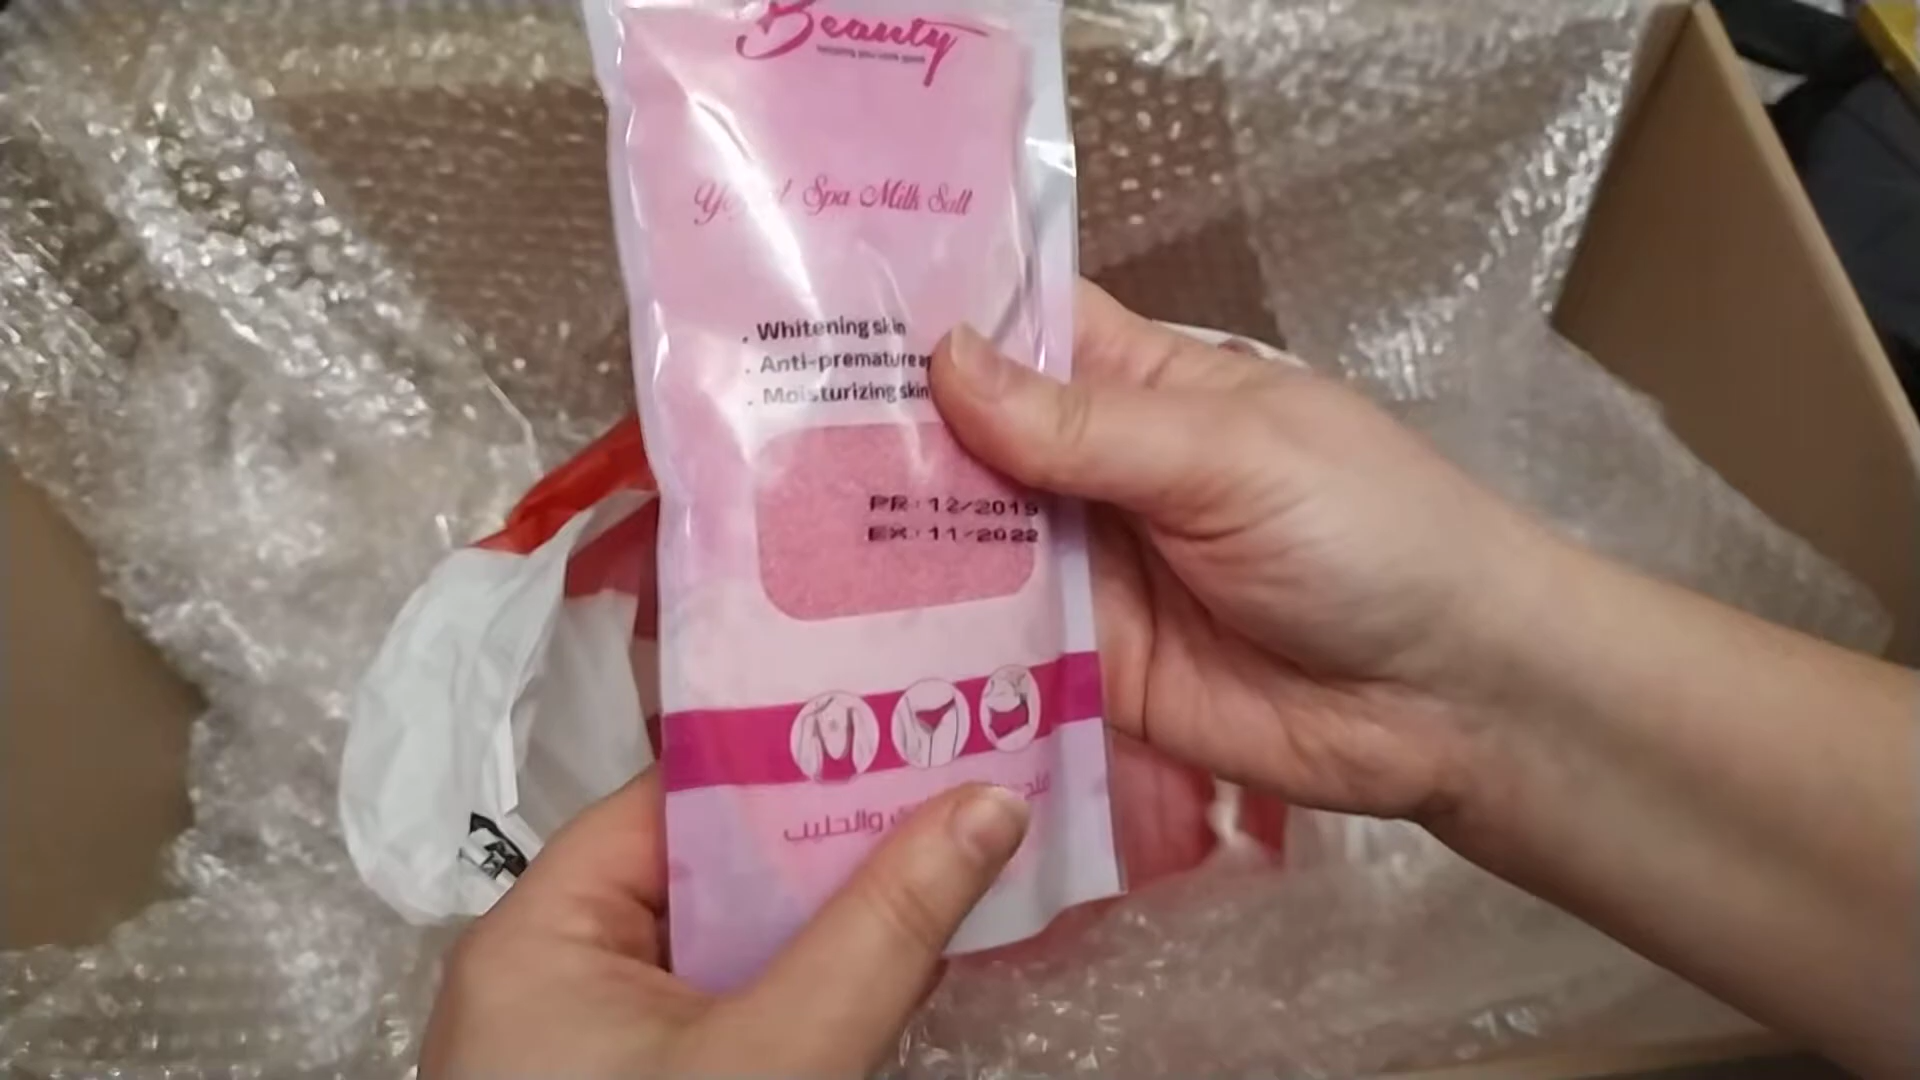 Beauty
Spa Milk Salt
. Whitening skin
. Anti-premature
. Moisturizing skin
PR: 12/2019
EX: 11/2022
والحليب